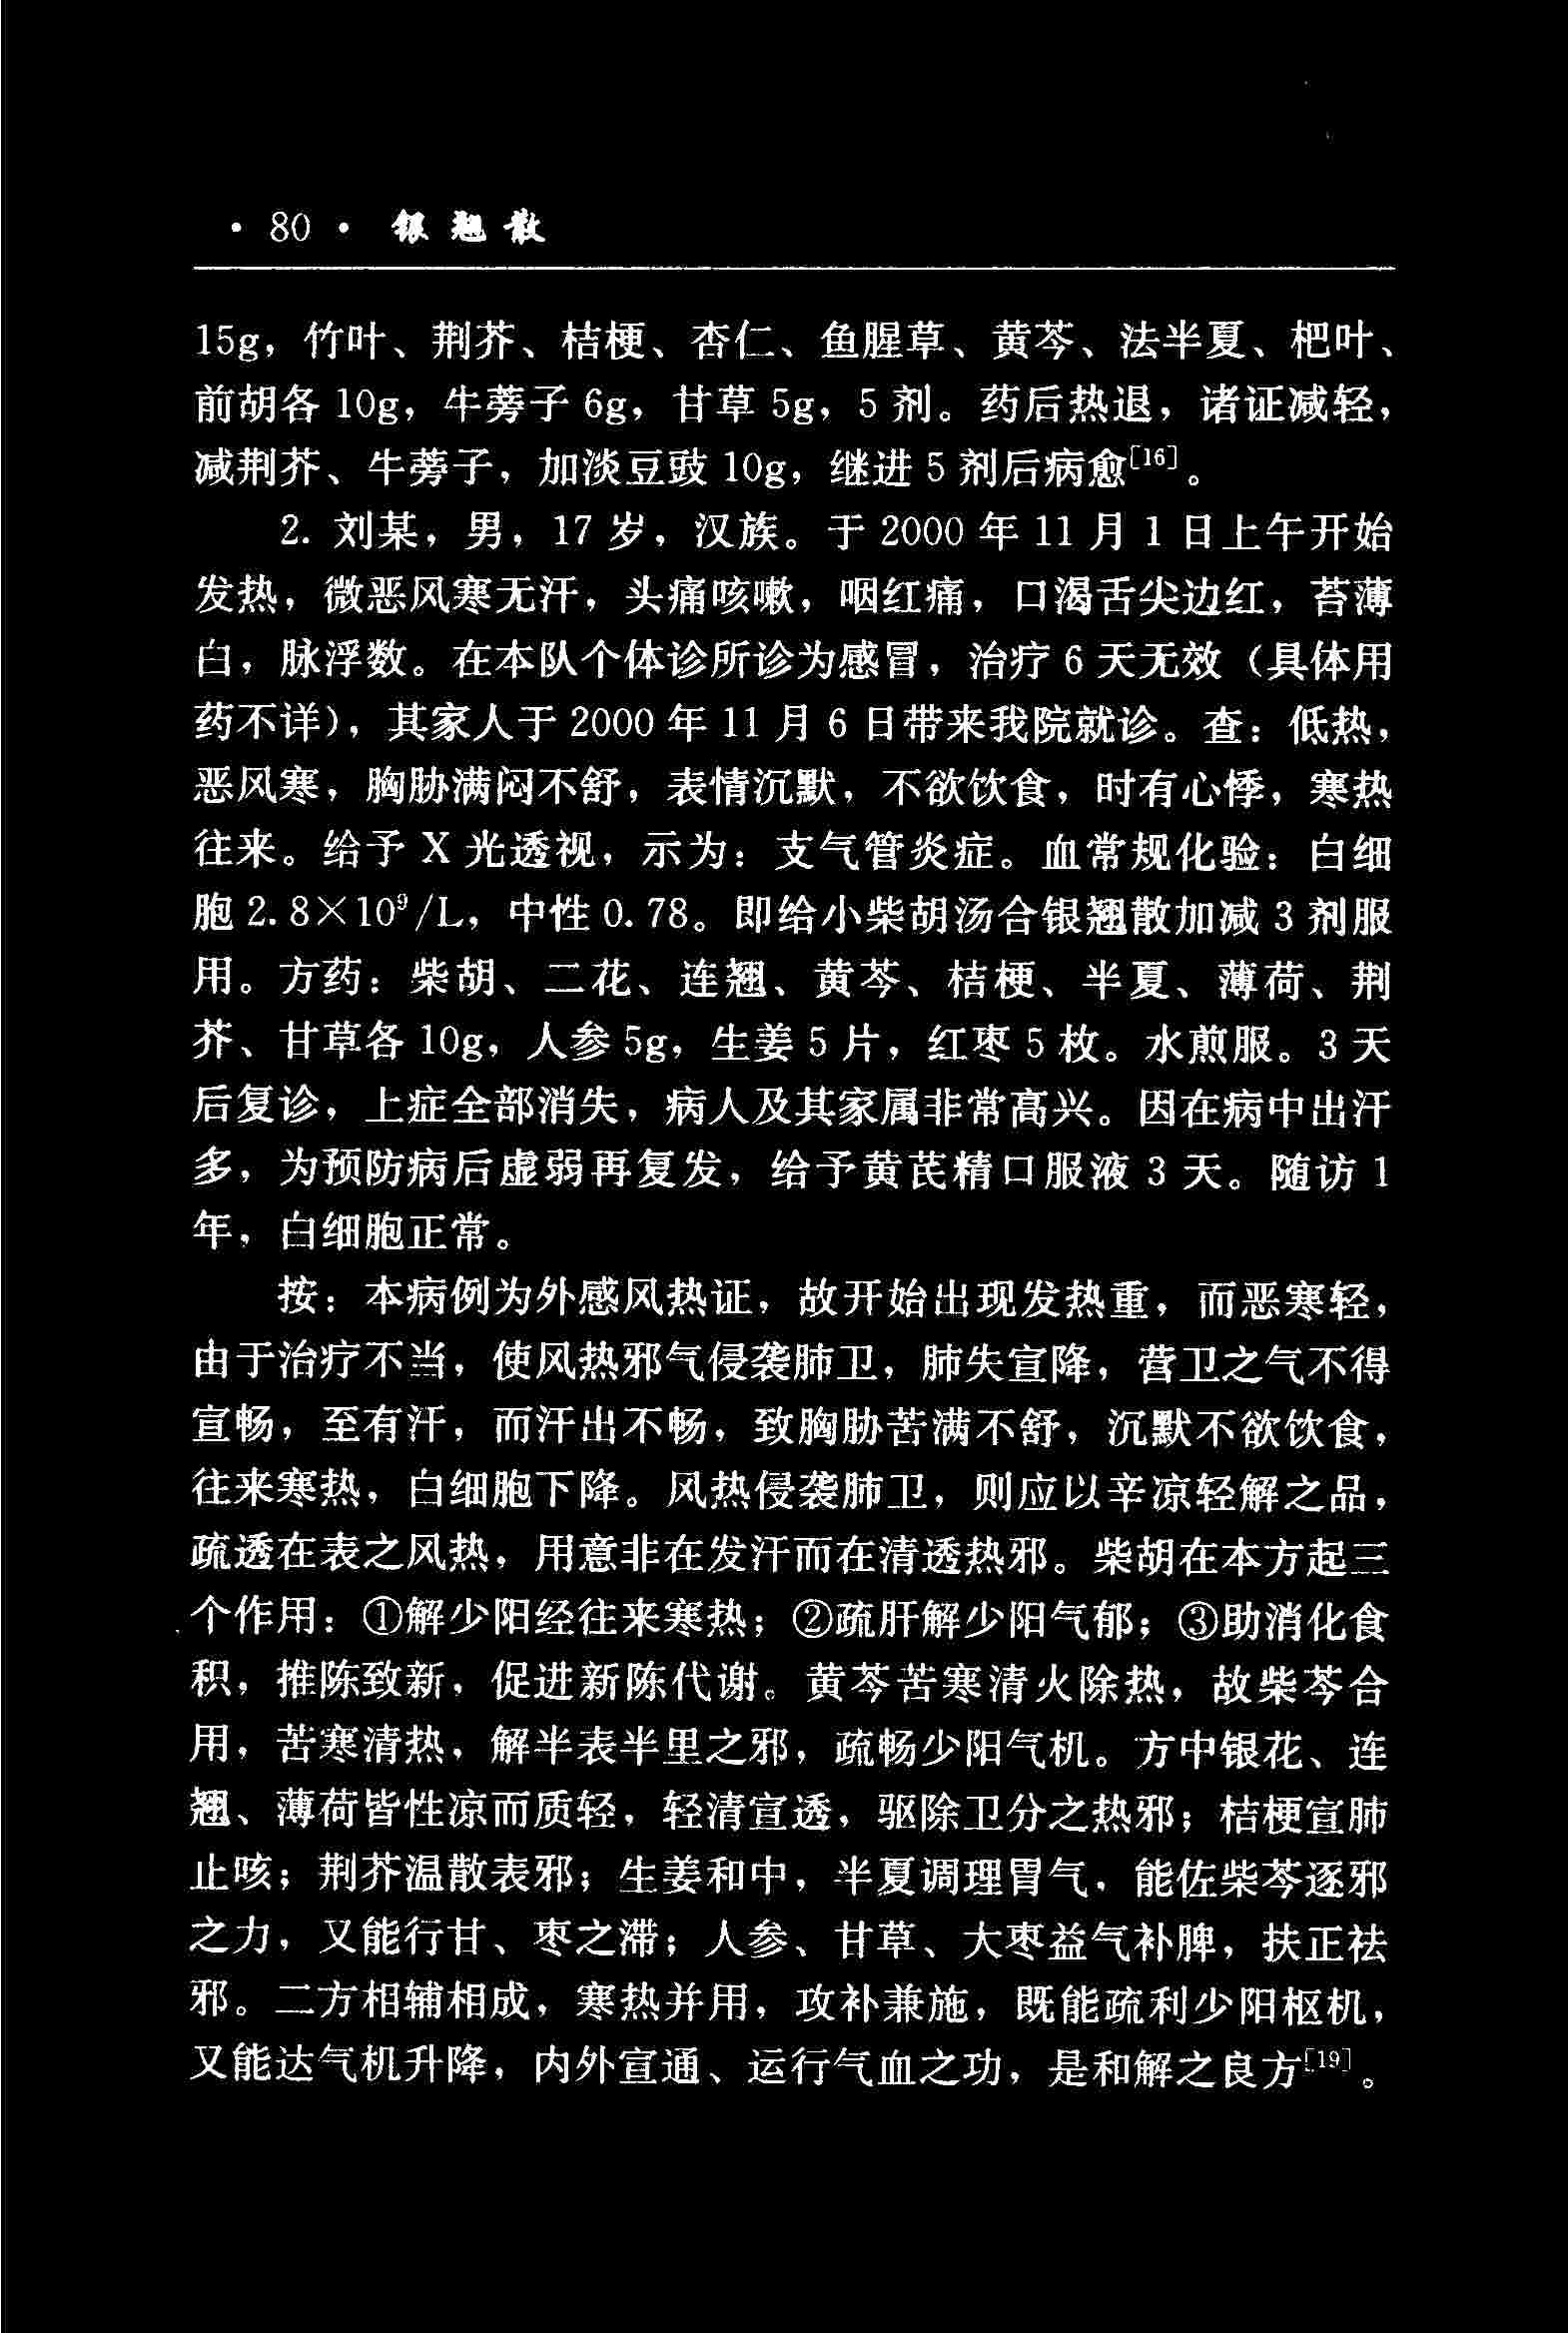 · 80 · 银翘散
15g，竹叶、荆芥、桔梗、杏仁、鱼腥草、黄芩、法半夏、杷叶、
前胡各 10g，牛蒡子 6g，甘草 5g，5 剂。药后热退，诸证减轻，
减荆芥、牛蒡子，加淡豆豉 10g，继进 5 剂后病愈[16]。
2. 刘某，男，17 岁，汉族。于 2000 年 11 月 1 日上午开始
发热，微恶风寒无汗，头痛咳嗽，咽红痛，口渴舌尖边红，苔薄
白，脉浮数。在本队个体诊所诊为感冒，治疗 6 天无效（具体用
药不详），其家人于 2000 年 11 月 6 日带来我院就诊。查：低热，
恶风寒，胸胁满闷不舒，表情沉默，不欲饮食，时有心悸，寒热
往来。给予 X 光透视，示为：支气管炎症。血常规化验：白细
胞 2.8×10⁹/L，中性 0.78。即给小柴胡汤合银翘散加减 3 剂服
用。方药：柴胡、二花、连翘、黄芩、桔梗、半夏、薄荷、荆
芥、甘草各 10g，人参 5g，生姜 5 片，红枣 5 枚。水煎服。3 天
后复诊，上症全部消失，病人及其家属非常高兴。因在病中出汗
多，为预防病后虚弱再复发，给予黄芪精口服液 3 天。随访 1
年，白细胞正常。
按：本病例为外感风热证，故开始出现发热重，而恶寒轻，
由于治疗不当，使风热邪气侵袭肺卫，肺失宣降，营卫之气不得
宣畅，至有汗，而汗出不畅，致胸胁苦满不舒，沉默不欲饮食，
往来寒热，白细胞下降。风热侵袭肺卫，则应以辛凉轻解之品，
疏透在表之风热，用意非在发汗而在清透热邪。柴胡在本方起三
个作用：①解少阳经往来寒热；②疏肝解少阳气郁；③助消化食
积，推陈致新，促进新陈代谢。黄芩苦寒清火除热，故柴芩合
用，苦寒清热，解半表半里之邪，疏畅少阳气机。方中银花、连
翘、薄荷皆性凉而质轻，轻清宣透，驱除卫分之热邪；桔梗宣肺
止咳；荆芥温散表邪；生姜和中，半夏调理胃气，能佐柴芩逐邪
之力，又能行甘、枣之滞；人参、甘草、大枣益气补脾，扶正祛
邪。二方相辅相成，寒热并用，攻补兼施，既能疏利少阳枢机，
又能达气机升降，内外宣通、运行气血之功，是和解之良方[19]。